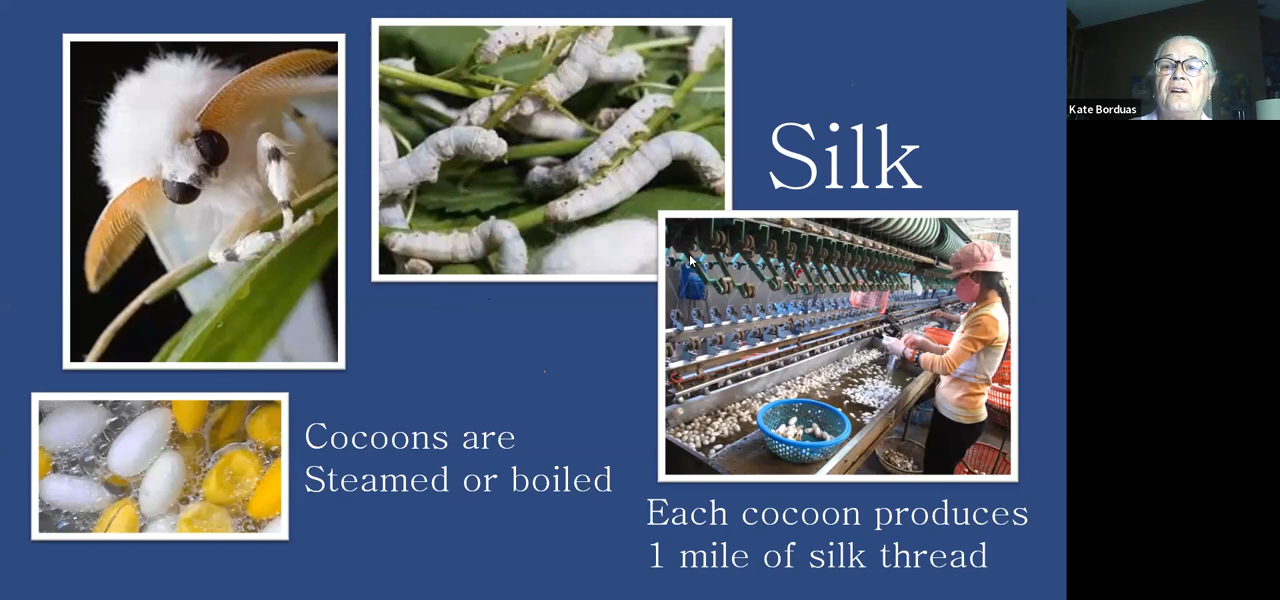 Silk
Kate Borduas
Cocoons are
Steamed or boiled
Each cocoon produces
1 mile of silk thread